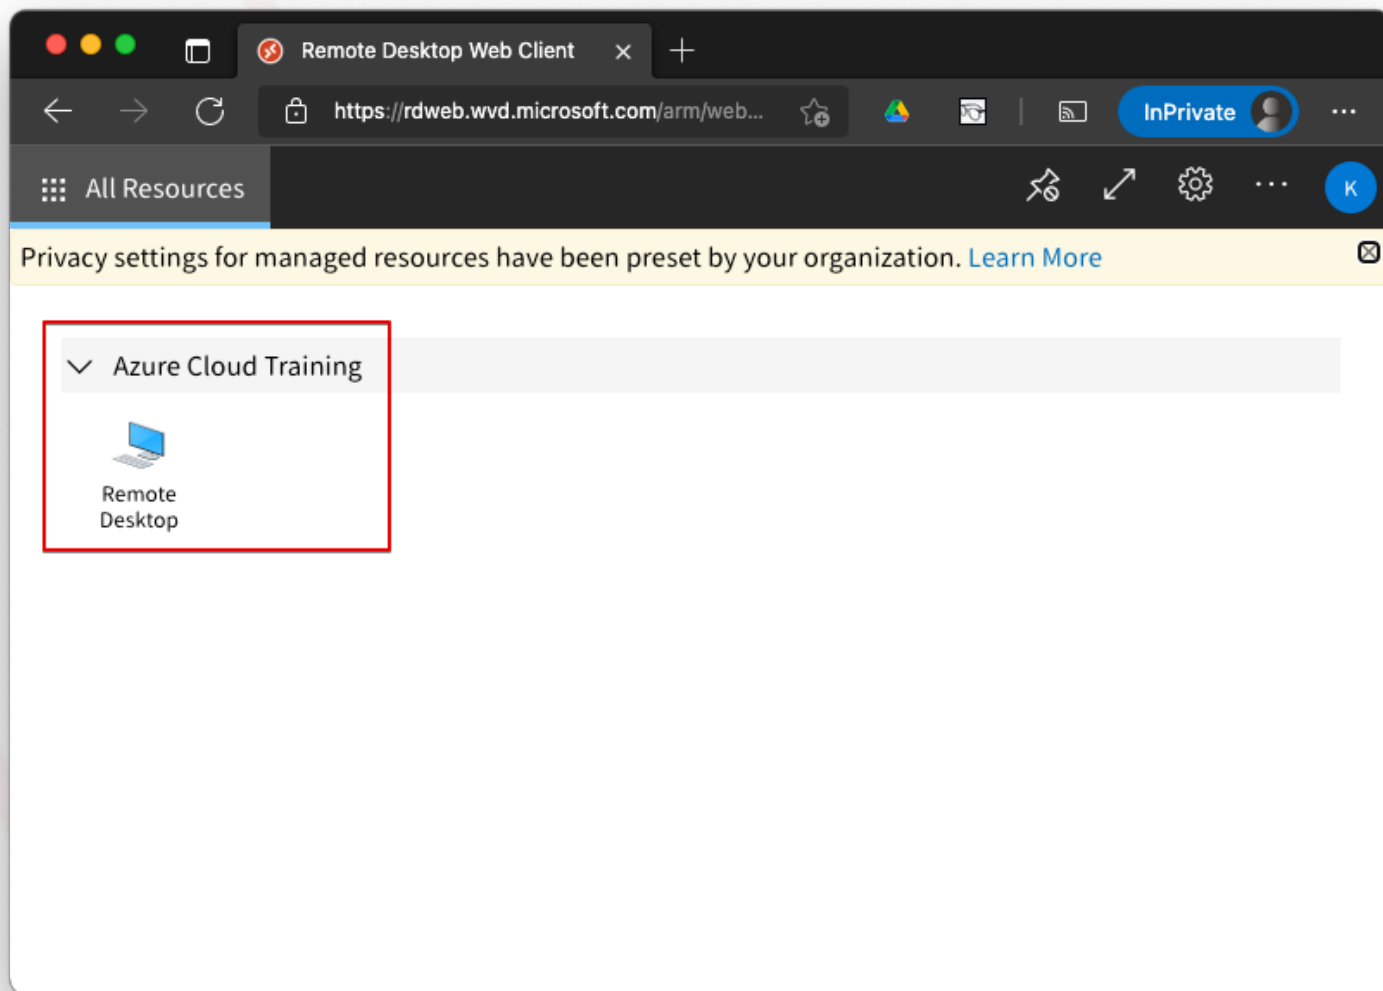 Remote Desktop Web Client
https://rdweb.wvd.microsoft.com/arm/web...
InPrivate
All Resources
K
Privacy settings for managed resources have been preset by your organization. Learn More
Azure Cloud Training
Remote
Desktop